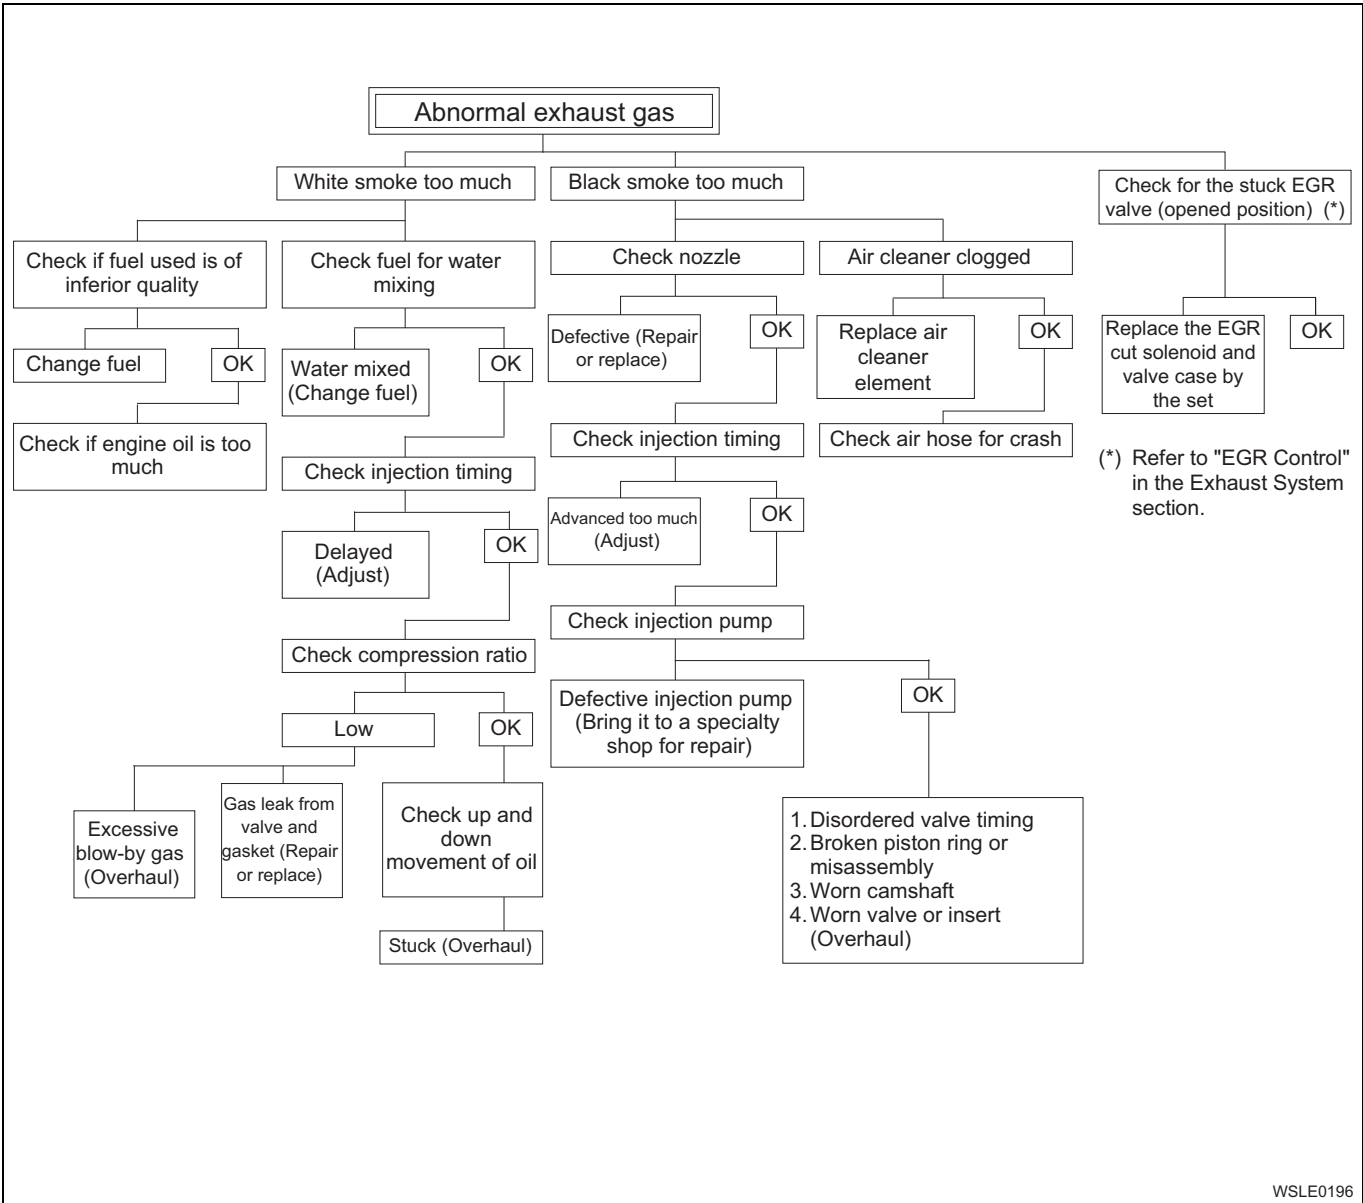 Abnormal exhaust gas
White smoke too much
Black smoke too much
Check for the stuck EGR
valve (opened position) (*)
Check if fuel used is of
inferior quality
Check fuel for water
mixing
Check nozzle
Air cleaner clogged
Change fuel
OK
Water mixed
(Change fuel)
OK
Defective (Repair
or replace)
OK
Replace air
cleaner
element
OK
Replace the EGR
cut solenoid and
valve case by
the set
OK
Check if engine oil is too
much
Check injection timing
Check injection timing
Check air hose for crash
(*) Refer to "EGR Control"
in the Exhaust System
section.
Delayed
(Adjust)
OK
Advanced too much
(Adjust)
OK
Check compression ratio
Check injection pump
Low
OK
Defective injection pump
(Bring it to a specialty
shop for repair)
OK
Excessive
blow-by gas
(Overhaul)
Gas leak from
valve and
gasket (Repair
or replace)
Check up and
down
movement of oil
1. Disordered valve timing
2. Broken piston ring or
misassembly
3. Worn camshaft
4. Worn valve or insert
(Overhaul)
Stuck (Overhaul)
WSLE0196